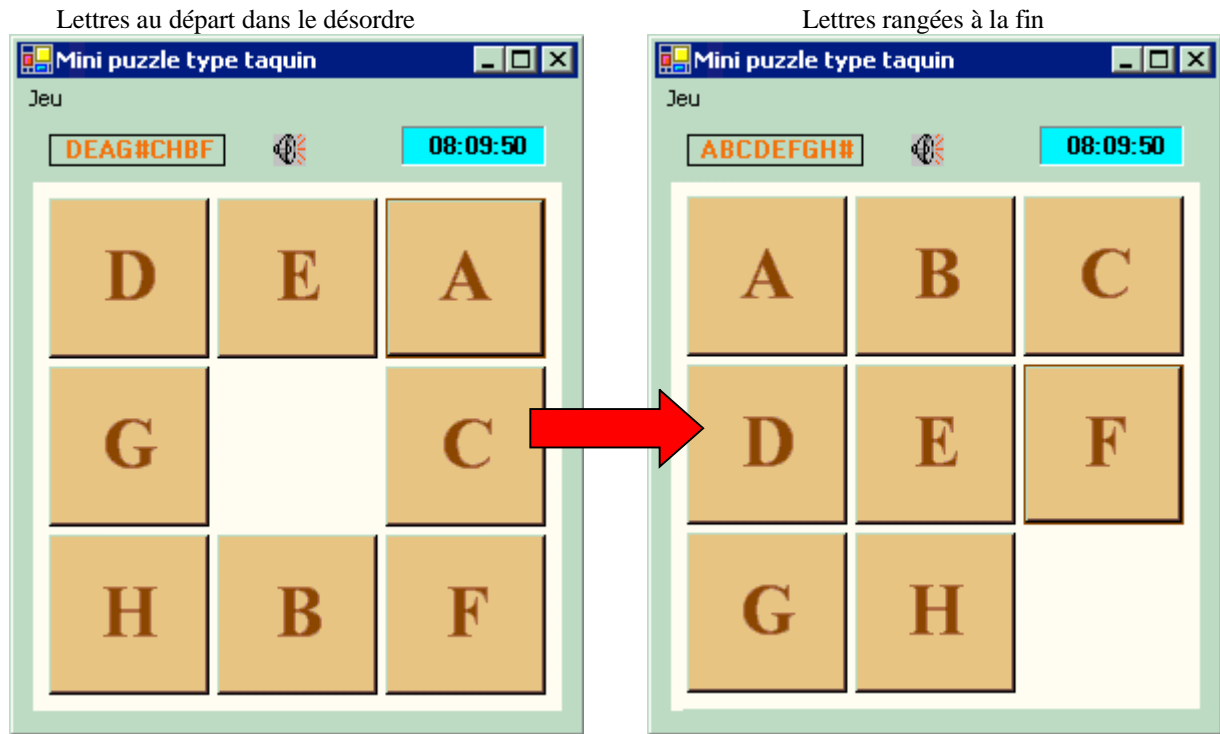 Lettres au départ dans le désordre
Mini puzzle type taquin
Jeu
DEAG#CHBF
08:09:50
D E A
G C
H B F
Lettres rangées à la fin
Mini puzzle type taquin
Jeu
ABCDEFGH#
08:09:50
A B C
D E F
G H